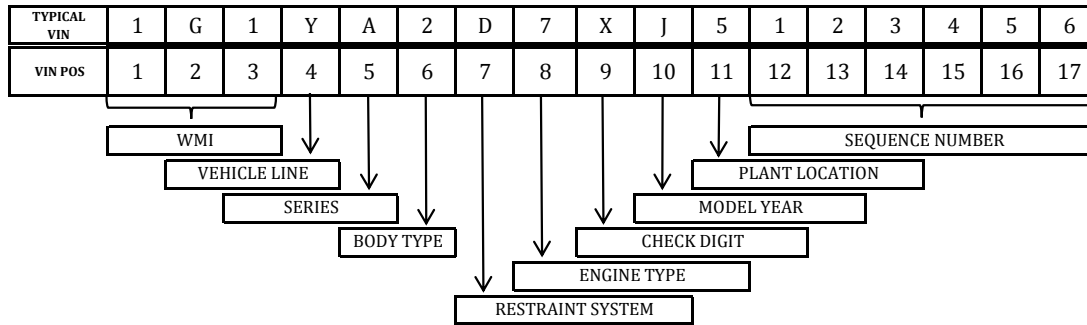 TYPICAL VIN 1 G 1 Y A 2 D 7 X J 5 1 2 3 4 5 6
VIN POS 1 2 3 4 5 6 7 8 9 10 11 12 13 14 15 16 17
WMI SEQUENCE NUMBER
VEHICLE LINE PLANT LOCATION
SERIES MODEL YEAR
BODY TYPE CHECK DIGIT
ENGINE TYPE
RESTRAINT SYSTEM